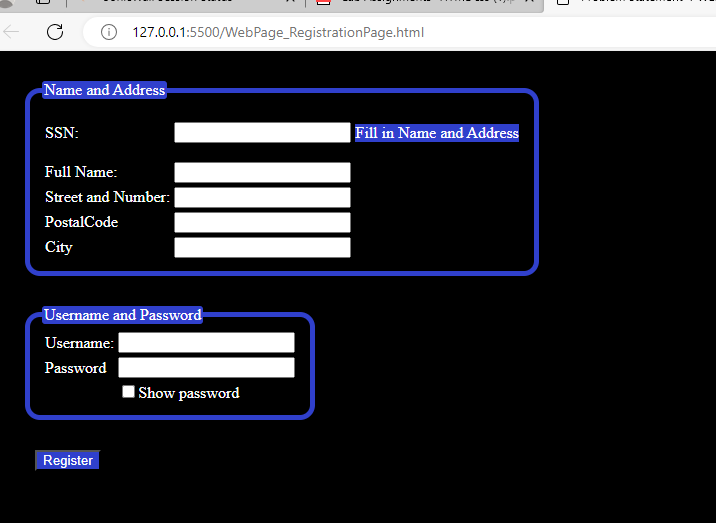 127.0.0.1:5500/WebPage_RegistrationPage.html
Name and Address
SSN: Fill in Name and Address
Full Name:
Street and Number:
PostalCode
City
Username and Password
Username:
Password
Show password
Register